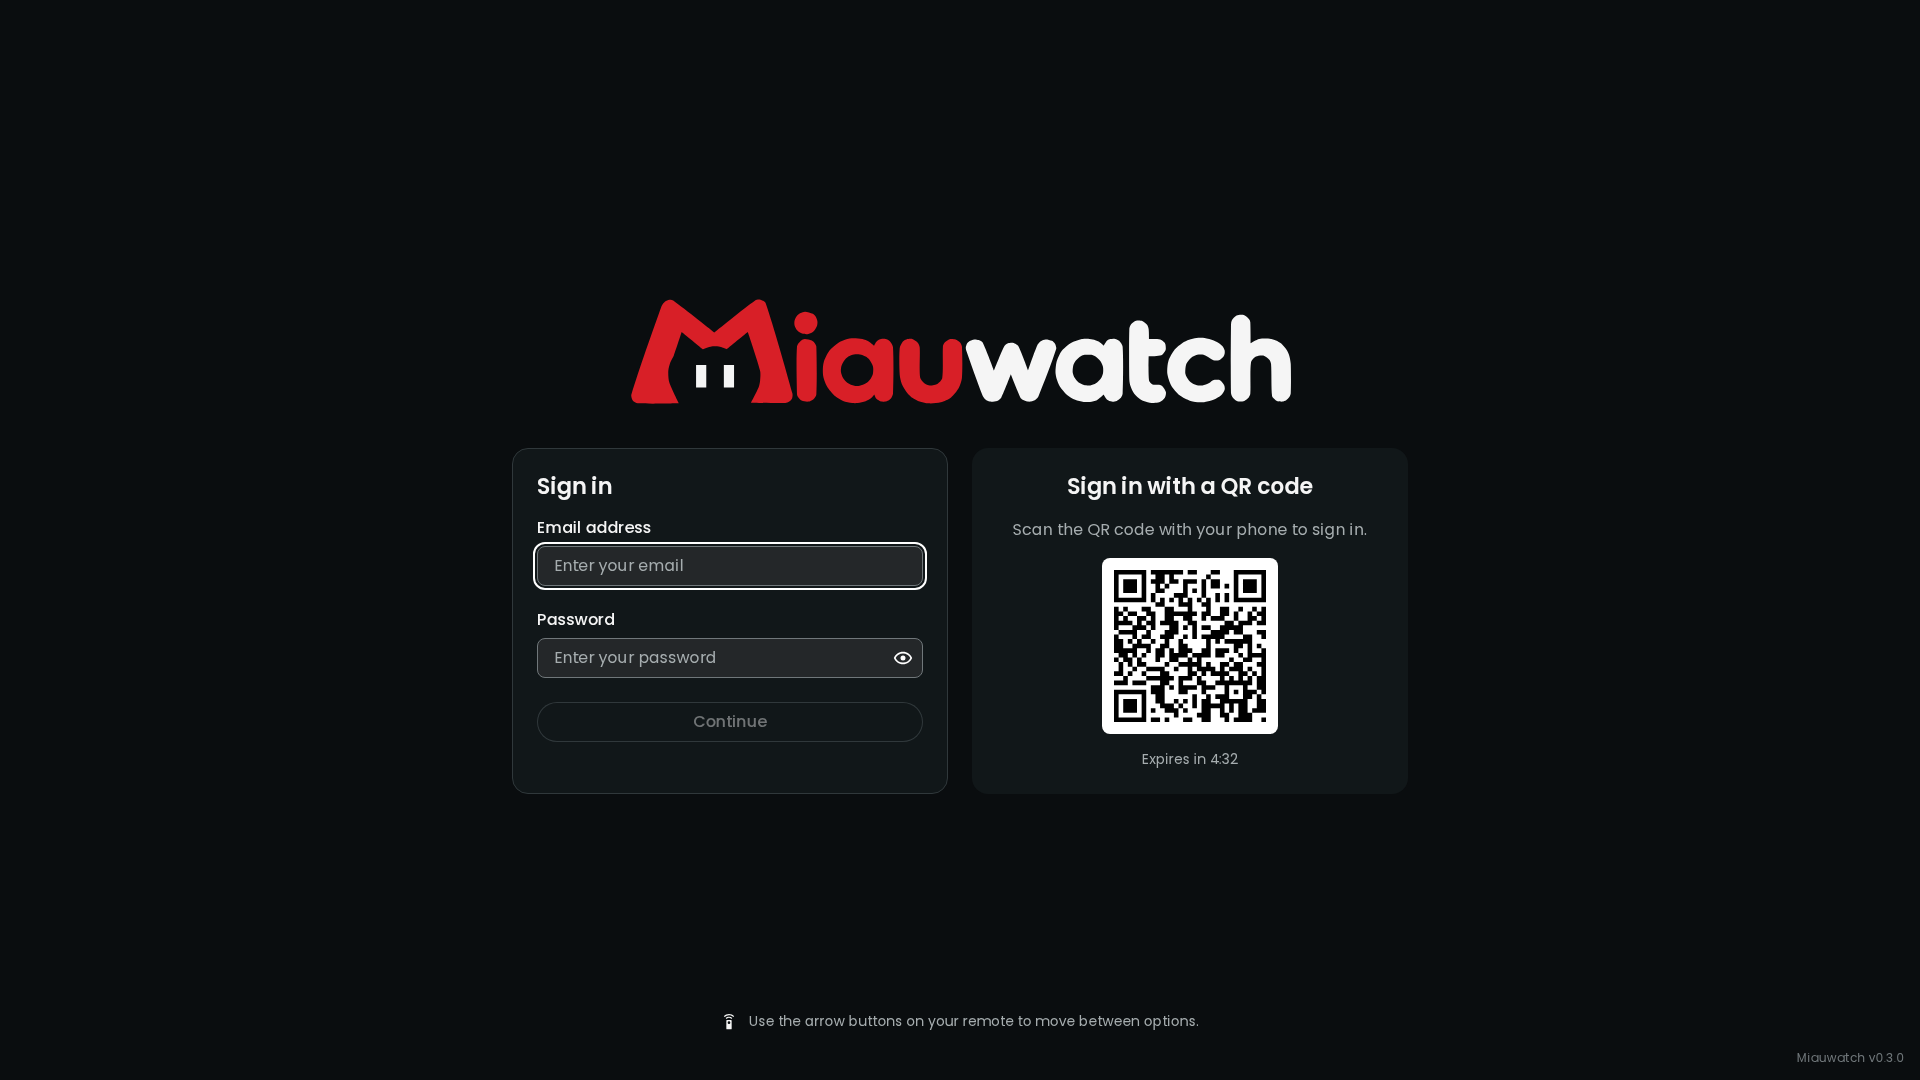 Miauwatch
Sign in
Email address
Enter your email
Password
Enter your password
Continue
Sign in with a QR code
Scan the QR code with your phone to sign in.
Expires in 4:32
Use the arrow buttons on your remote to move between options.
Miauwatch v0.3.0